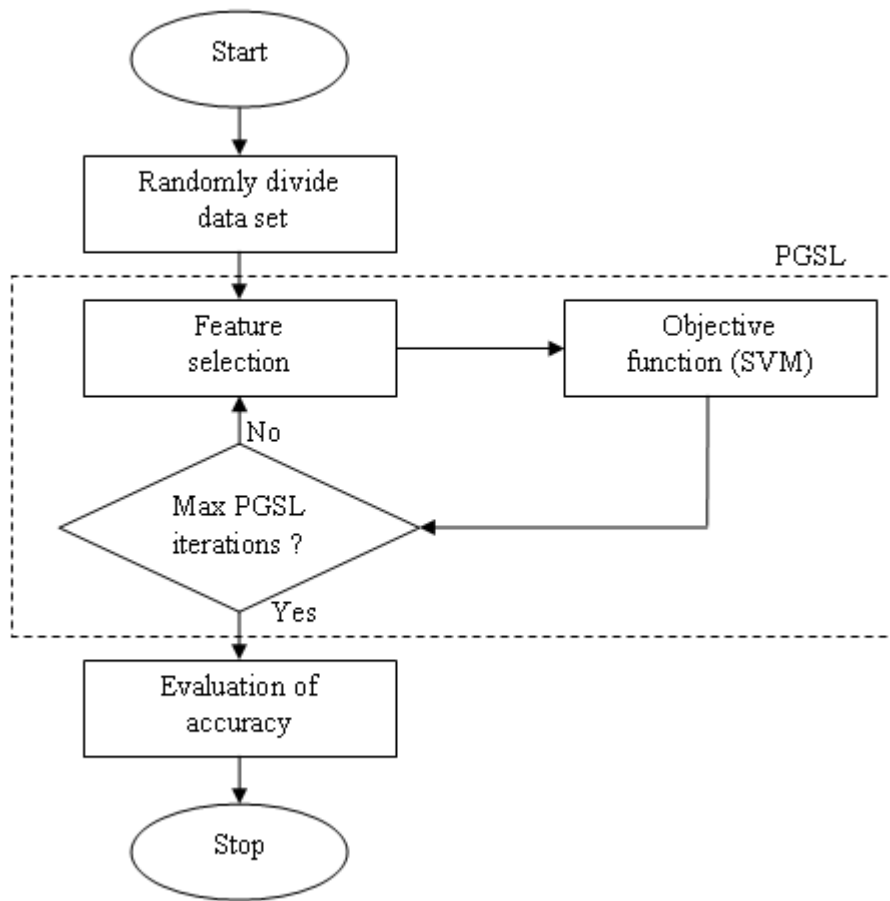 Start
Randomly divide
data set
PGSL
Feature
selection
Objective
function (SVM)
No
Max PGSL
iterations ?
Yes
Evaluation of
accuracy
Stop